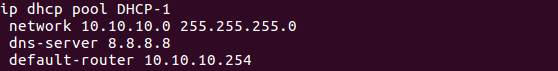 ip dhcp pool DHCP-1
network 10.10.10.0 255.255.255.0
dns-server 8.8.8.8
default-router 10.10.10.254